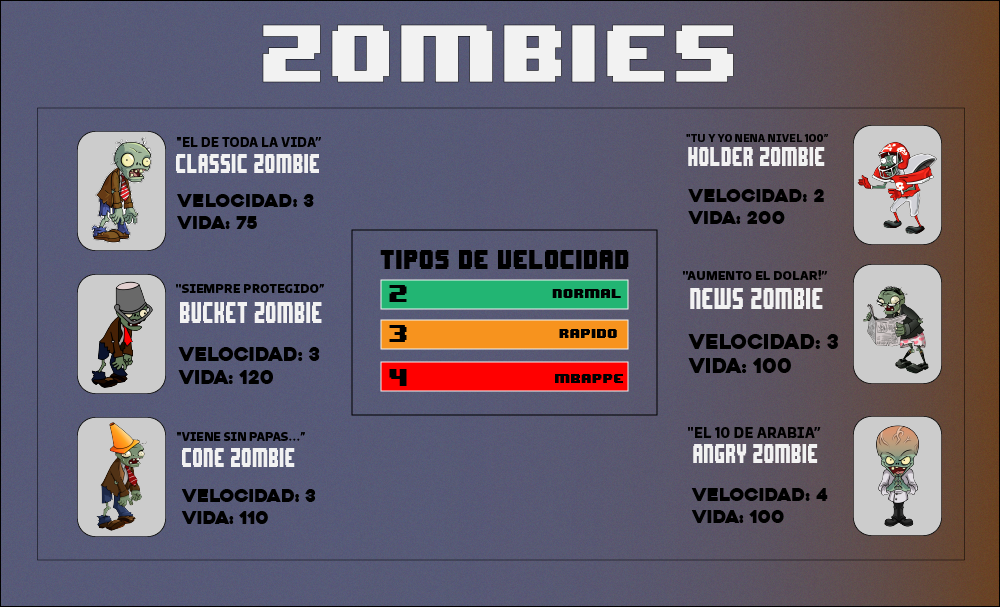 ZOMBIES
"EL DE TODA LA VIDA"
CLASSIC ZOMBIE
VELOCIDAD: 3
VIDA: 75
"SIEMPRE PROTEGIDO"
BUCKET ZOMBIE
VELOCIDAD: 3
VIDA: 120
"VIENE SIN PAPAS..."
CONE ZOMBIE
VELOCIDAD: 3
VIDA: 110
TIPOS DE VELOCIDAD
2 NORMAL
3 RAPIDO
4 MBAPPE
"TU Y YO NENA NIVEL 100"
HOLDER ZOMBIE
VELOCIDAD: 2
VIDA: 200
"AUMENTO EL DOLAR!"
NEWS ZOMBIE
VELOCIDAD: 3
VIDA: 100
"EL 10 DE ARABIA"
ANGRY ZOMBIE
VELOCIDAD: 4
VIDA: 100